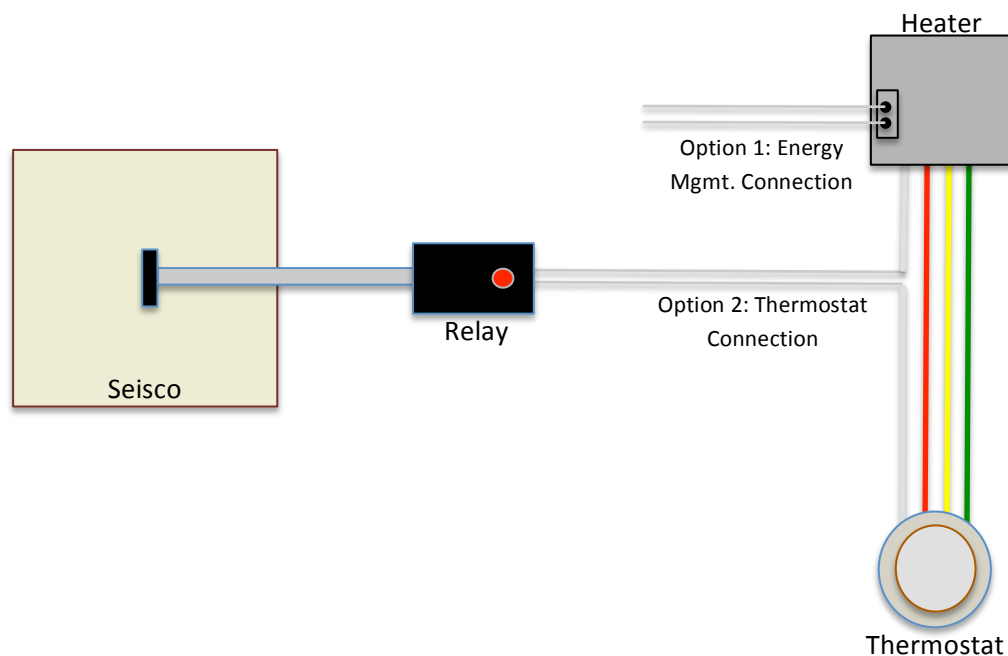 Heater
Option 1: Energy
Mgmt. Connection
Option 2: Thermostat
Connection
Relay
Seisco
Thermostat